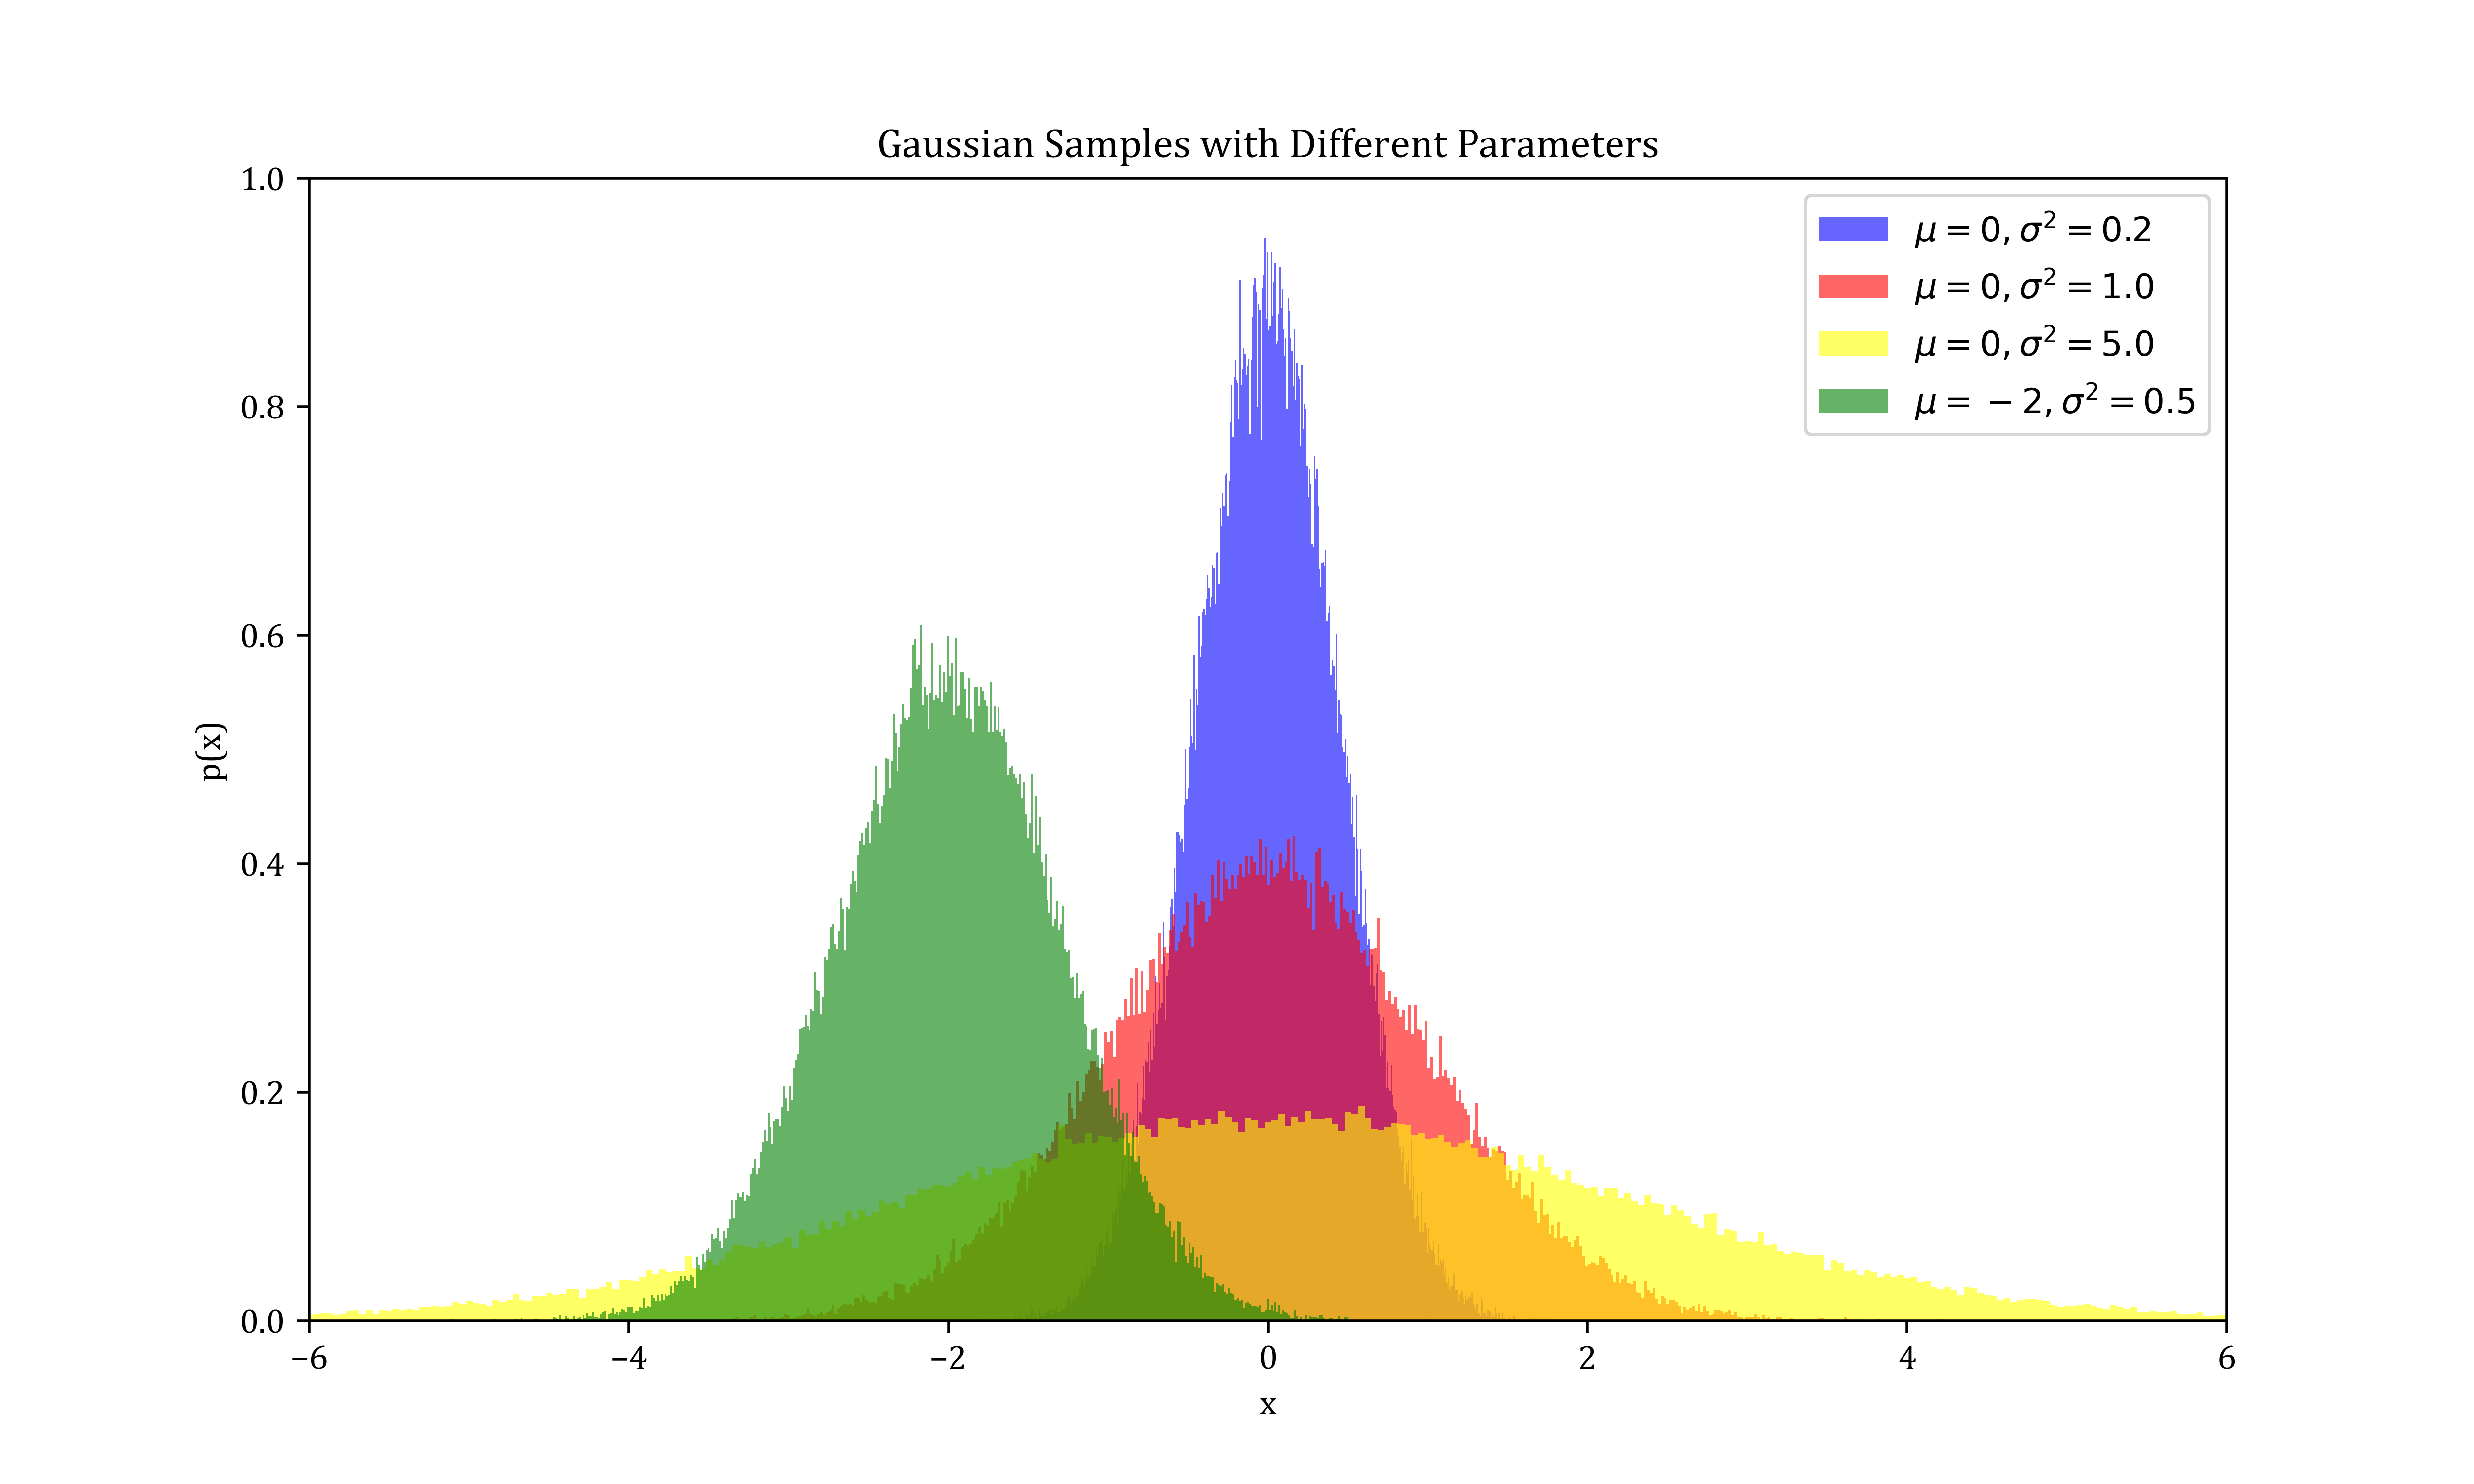 Gaussian Samples with Different Parameters
1.0
0.8
0.6
0.4
0.2
0.0
p(x)
μ = 0, σ² = 0.2
μ = 0, σ² = 1.0
μ = 0, σ² = 5.0
μ = −2, σ² = 0.5
−6 −4 −2 0 2 4 6
x